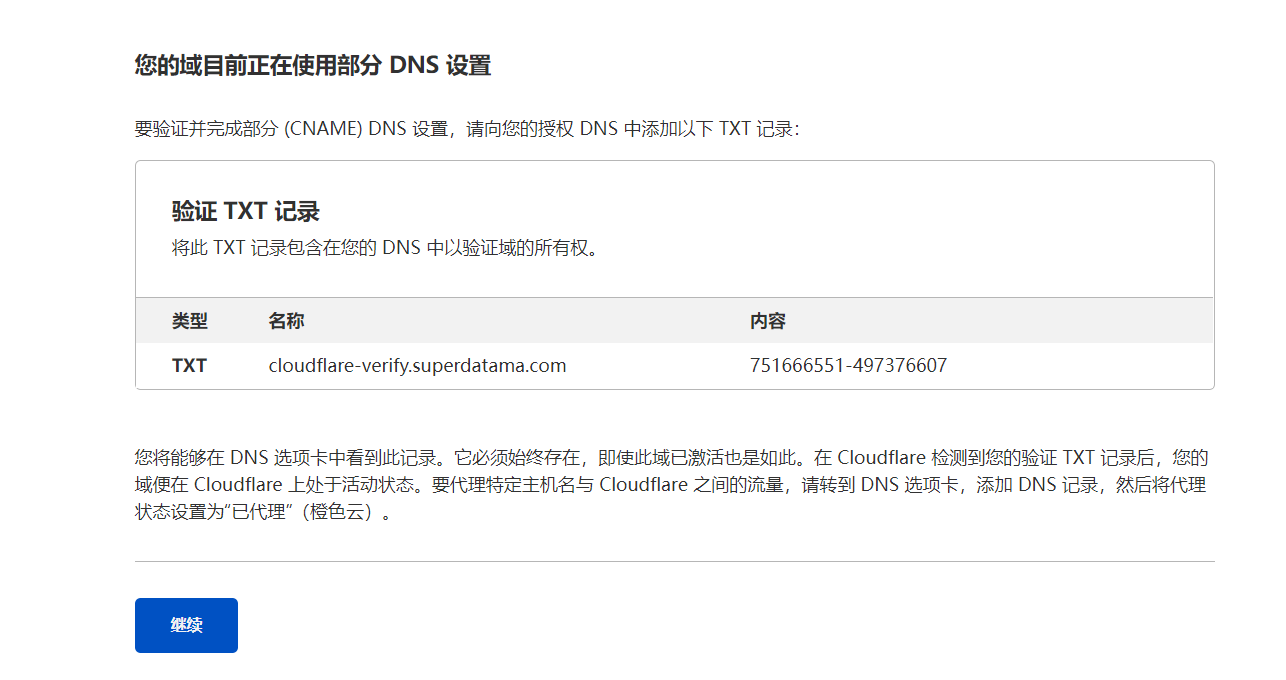 您的域目前正在使用部分 DNS 设置
要验证并完成部分 (CNAME) DNS 设置，请向您的授权 DNS 中添加以下 TXT 记录：
验证 TXT 记录
将此 TXT 记录包含在您的 DNS 中以验证域的所有权。
类型 名称 内容
TXT cloudflare-verify.superdatama.com 751666551-497376607
您将能够在 DNS 选项卡中看到此记录。它必须始终存在，即使此域已激活也是如此。在 Cloudflare 检测到您的验证 TXT 记录后，您的
域便在 Cloudflare 上处于活动状态。要代理特定主机名与 Cloudflare 之间的流量，请转到 DNS 选项卡，添加 DNS 记录，然后将代理
状态设置为“已代理”（橙色云）。
继续